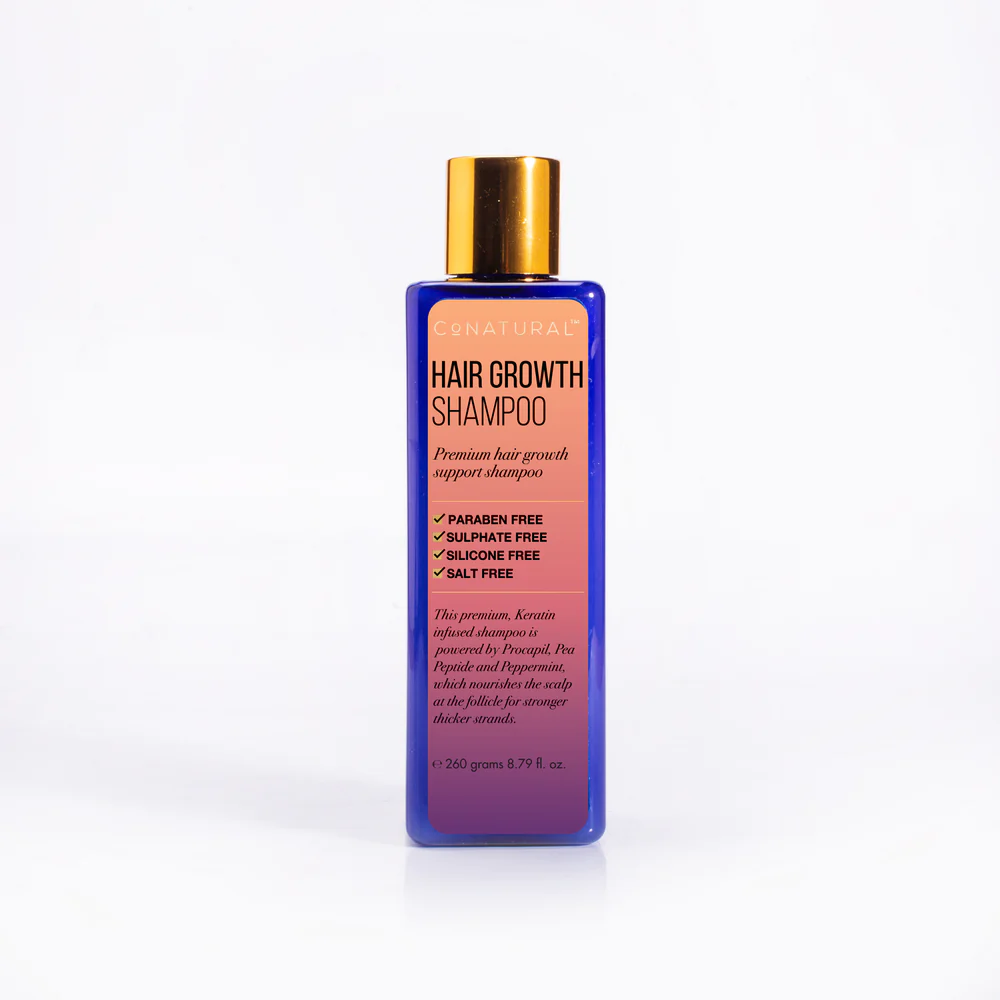 CoNATURAL™
HAIR GROWTH
SHAMPOO
Premium hair growth
support shampoo
✓ PARABEN FREE
✓ SULPHATE FREE
✓ SILICONE FREE
✓ SALT FREE
This premium, Keratin
infused shampoo is
powered by Procapil, Pea
Peptide and Peppermint,
which nourishes the scalp
at the follicle for stronger
thicker strands.
℮ 260 grams 8.79 fl. oz.